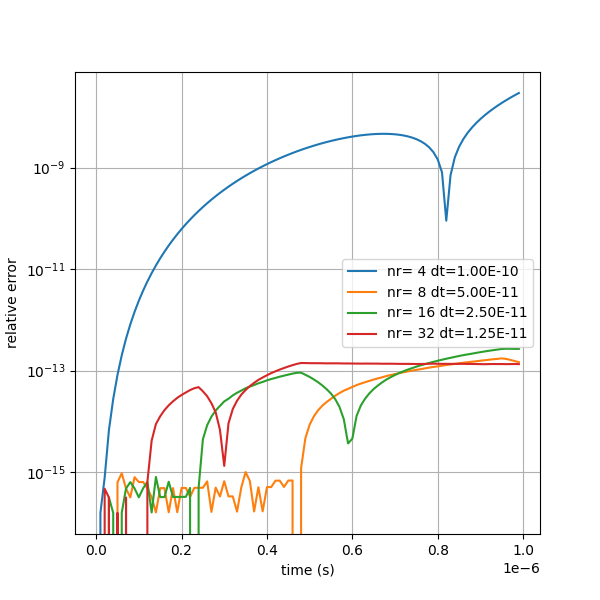 relative error
10⁻⁹
10⁻¹¹
10⁻¹³
10⁻¹⁵
nr= 4 dt=1.00E-10
nr= 8 dt=5.00E-11
nr= 16 dt=2.50E-11
nr= 32 dt=1.25E-11
0.0 0.2 0.4 0.6 0.8 1.0
1e−6
time (s)